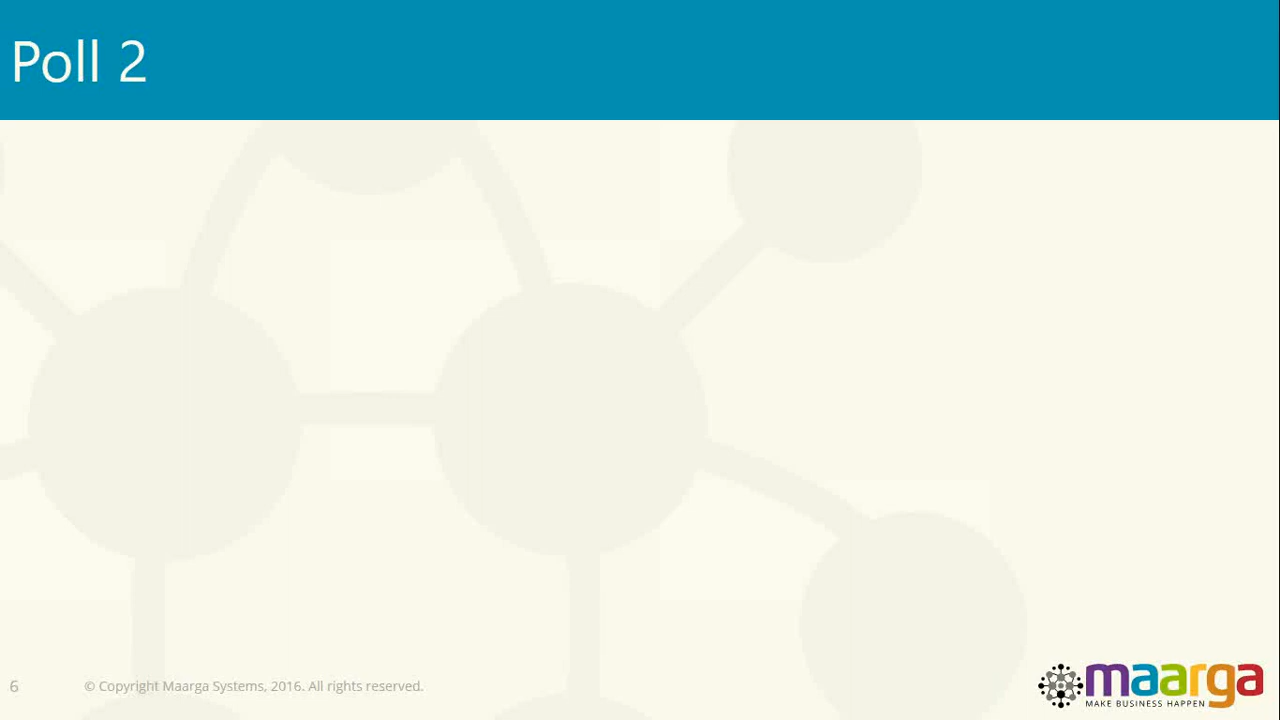 Poll 2
6
© Copyright Maarga Systems, 2016. All rights reserved.
maarga
MAKE BUSINESS HAPPEN